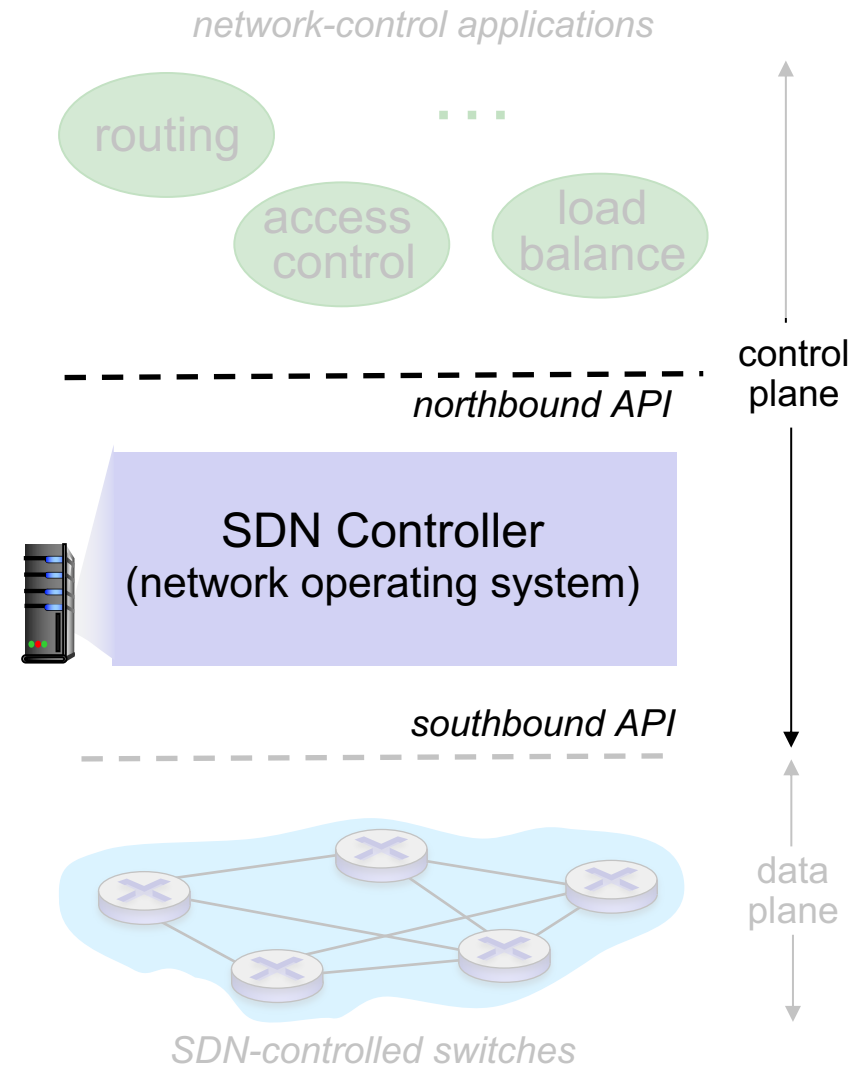 network-control applications
routing
. . .
access
control
load
balance
control
plane
northbound API
SDN Controller
(network operating system)
southbound API
data
plane
SDN-controlled switches